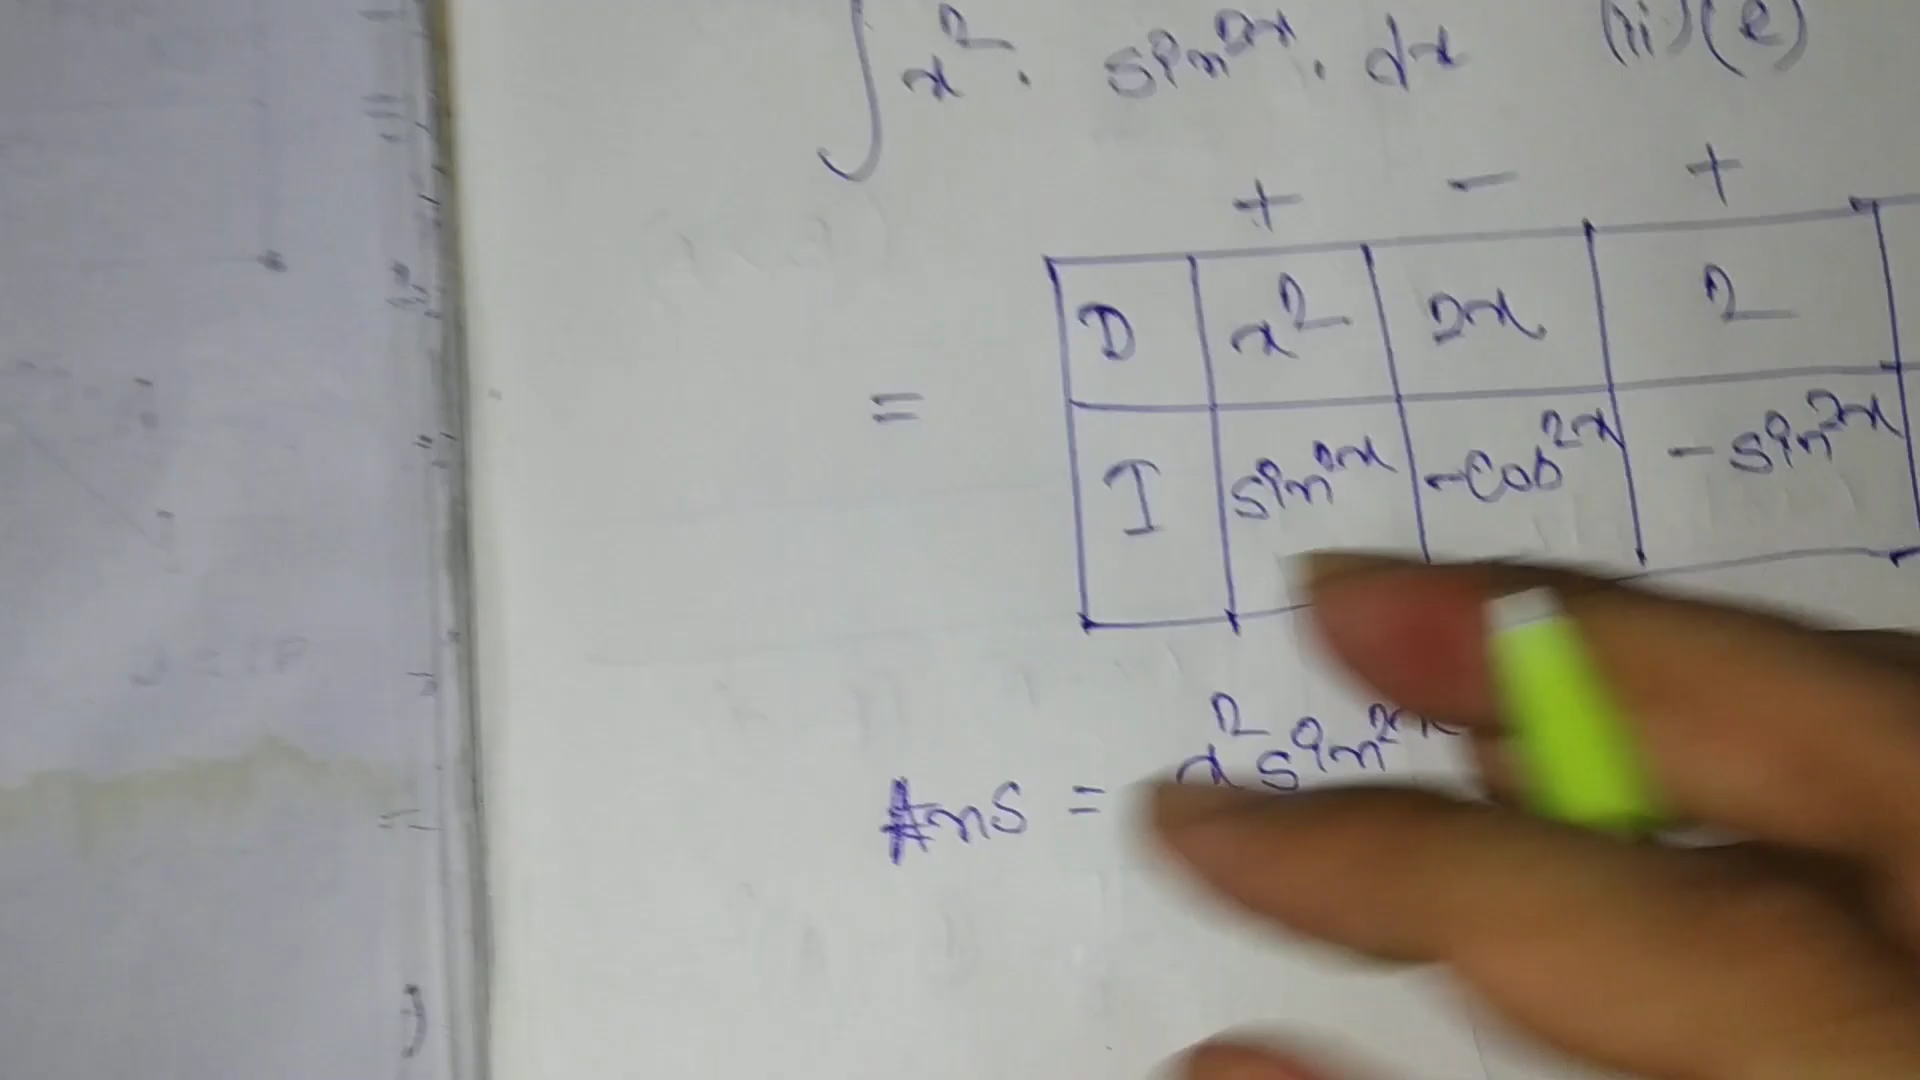 ∫ x². sin²ˣ. dx (ii)(e)
+ - +
D x² 2x 2
= I sin²ˣ -cos²ˣ -sin²ˣ
Ans = x² sin²ˣ